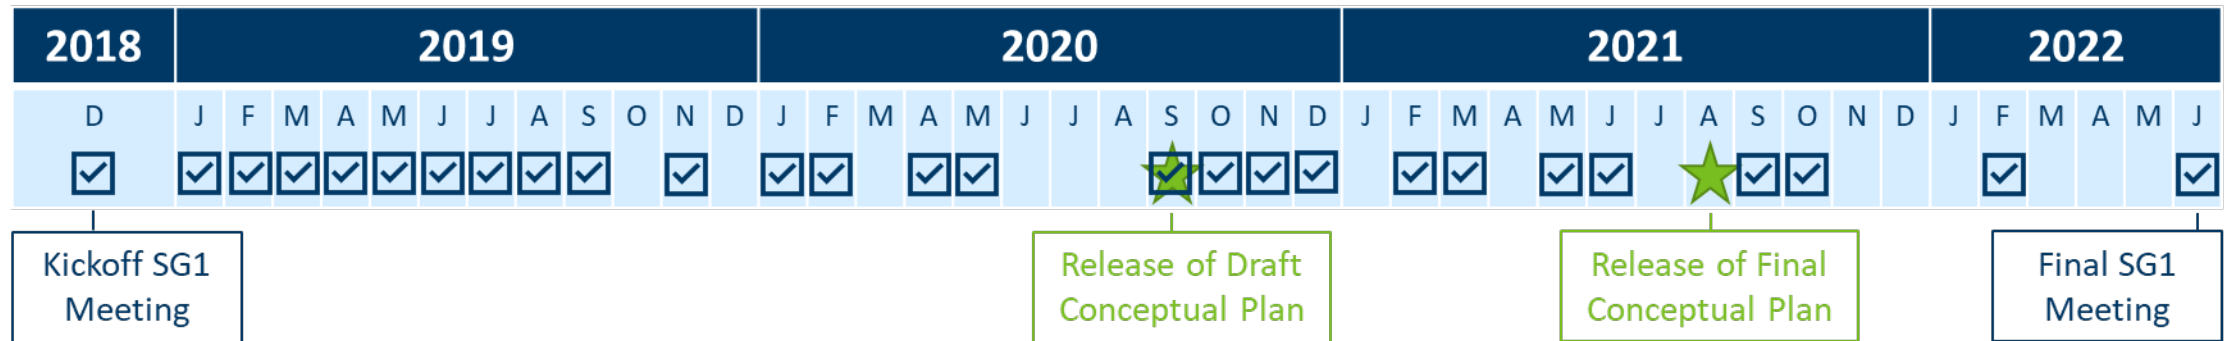 2018 2019 2020 2021 2022
D J F M A M J J A S O N D J F M A M J J A S O N D J F M A M J J A S O N D J F M A M J
Kickoff SG1
Meeting
Release of Draft
Conceptual Plan
Release of Final
Conceptual Plan
Final SG1
Meeting